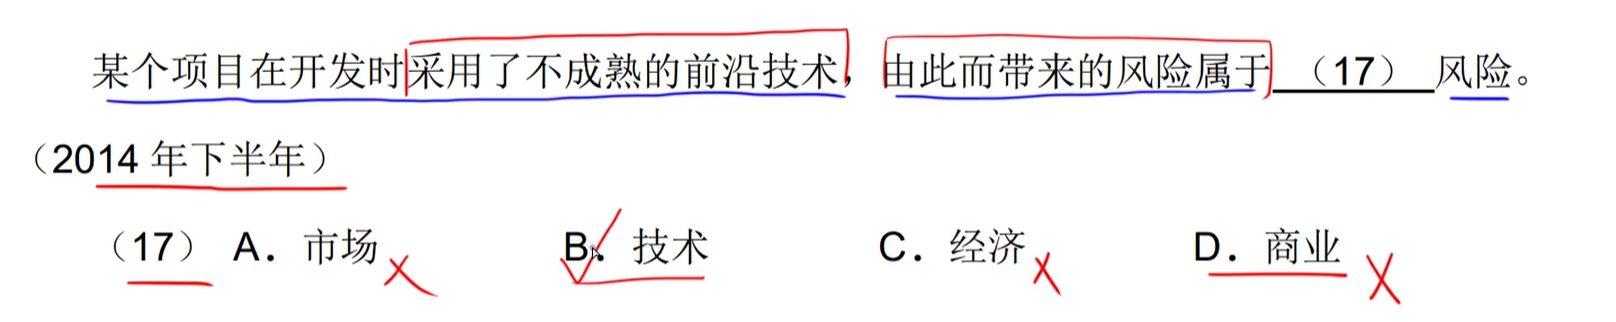 某个项目在开发时采用了不成熟的前沿技术，由此而带来的风险属于 （17） 风险。
（2014 年下半年）
（17） A．市场 B．技术 C．经济 D．商业